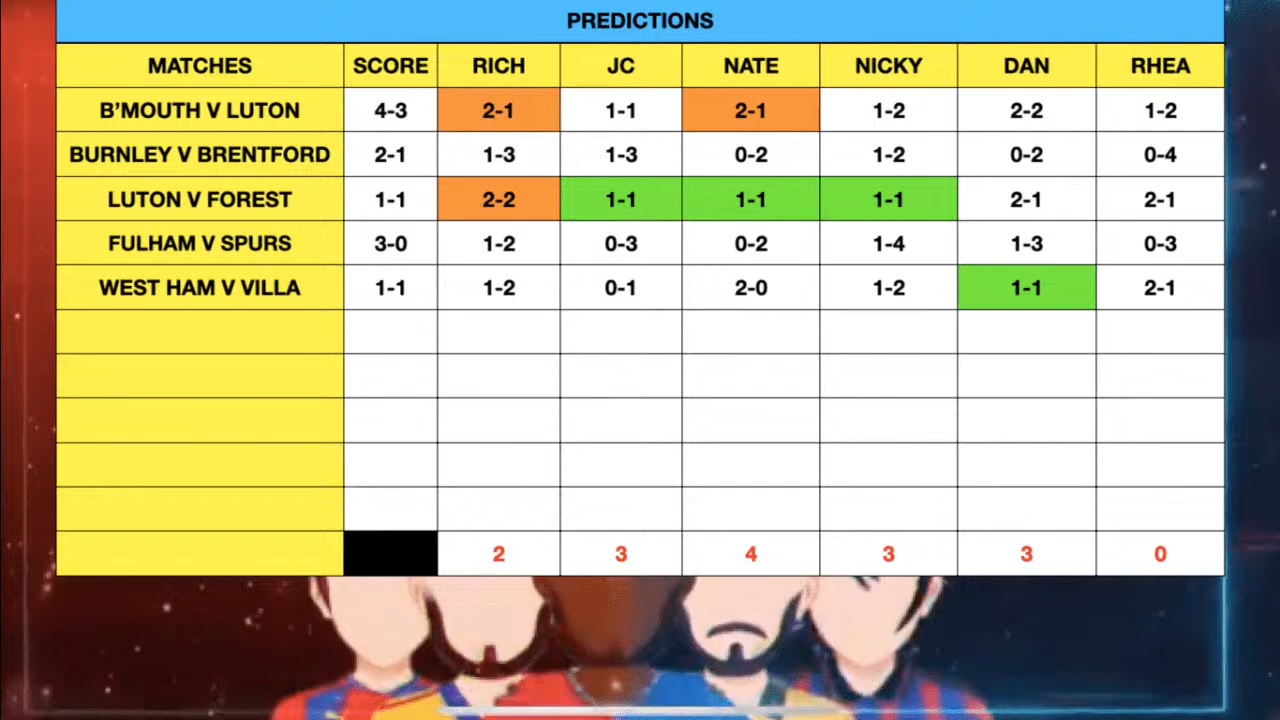 PREDICTIONS
MATCHES SCORE RICH JC NATE NICKY DAN RHEA
B'MOUTH V LUTON 4-3 2-1 1-1 2-1 1-2 2-2 1-2
BURNLEY V BRENTFORD 2-1 1-3 1-3 0-2 1-2 0-2 0-4
LUTON V FOREST 1-1 2-2 1-1 1-1 1-1 2-1 2-1
FULHAM V SPURS 3-0 1-2 0-3 0-2 1-4 1-3 0-3
WEST HAM V VILLA 1-1 1-2 0-1 2-0 1-2 1-1 2-1
2 3 4 3 3 0